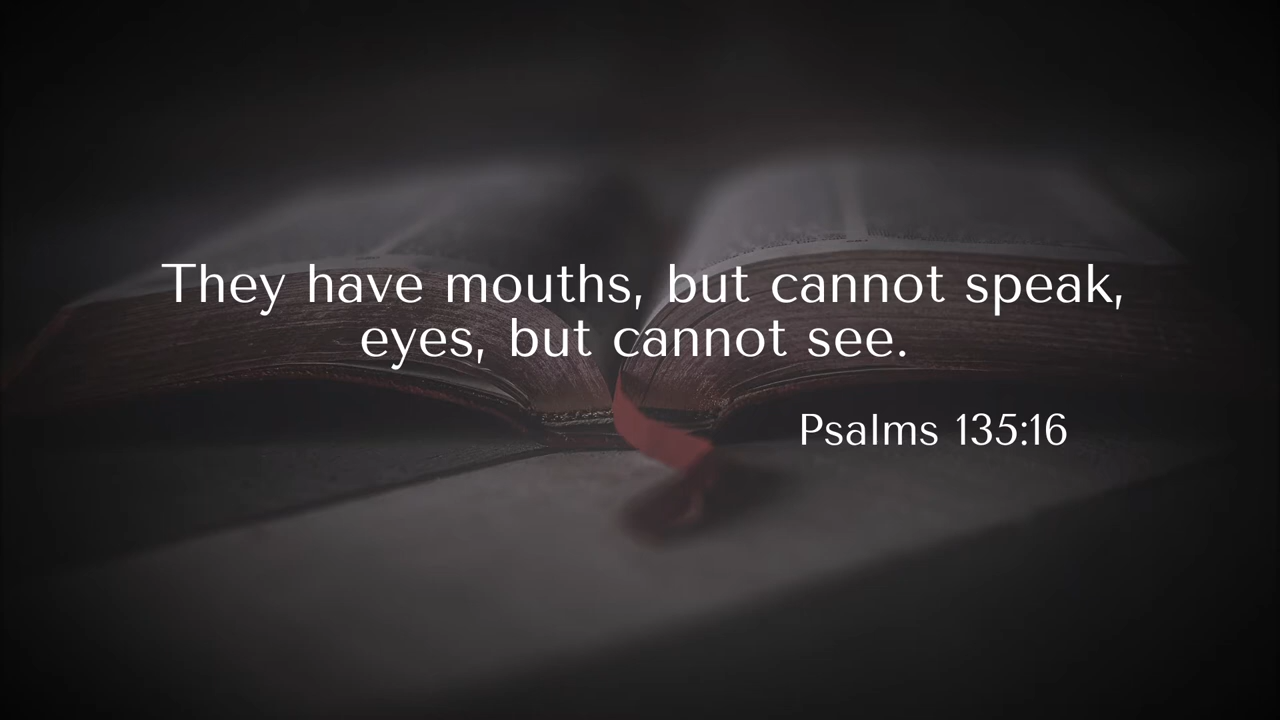 They have mouths, but cannot speak,
eyes, but cannot see.
Psalms 135:16